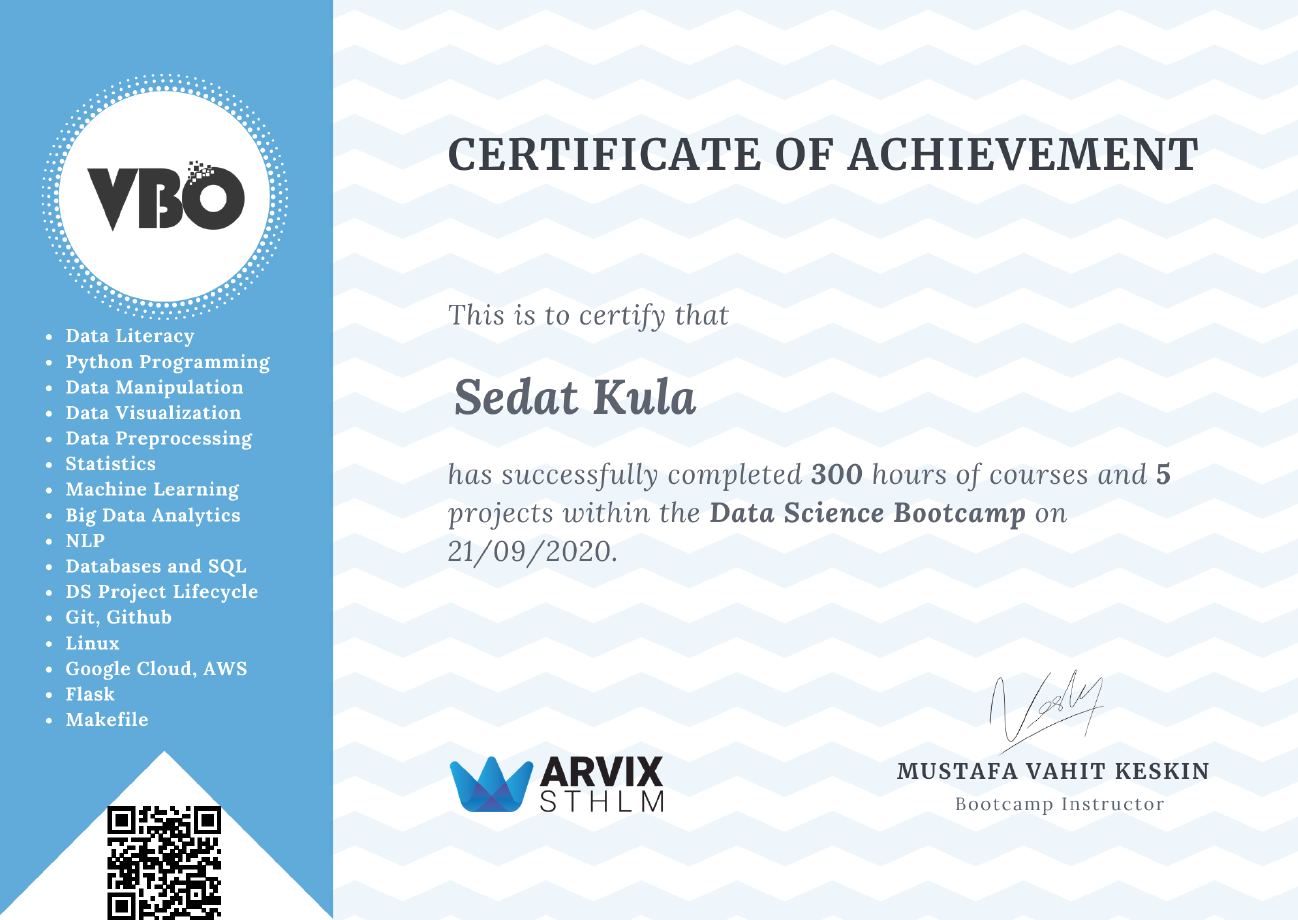 VBO
• Data Literacy
• Python Programming
• Data Manipulation
• Data Visualization
• Data Preprocessing
• Statistics
• Machine Learning
• Big Data Analytics
• NLP
• Databases and SQL
• DS Project Lifecycle
• Git, Github
• Linux
• Google Cloud, AWS
• Flask
• Makefile
CERTIFICATE OF ACHIEVEMENT
This is to certify that
Sedat Kula
has successfully completed 300 hours of courses and 5
projects within the Data Science Bootcamp on
21/09/2020.
ARVIX
STHLM
MUSTAFA VAHIT KESKIN
Bootcamp Instructor